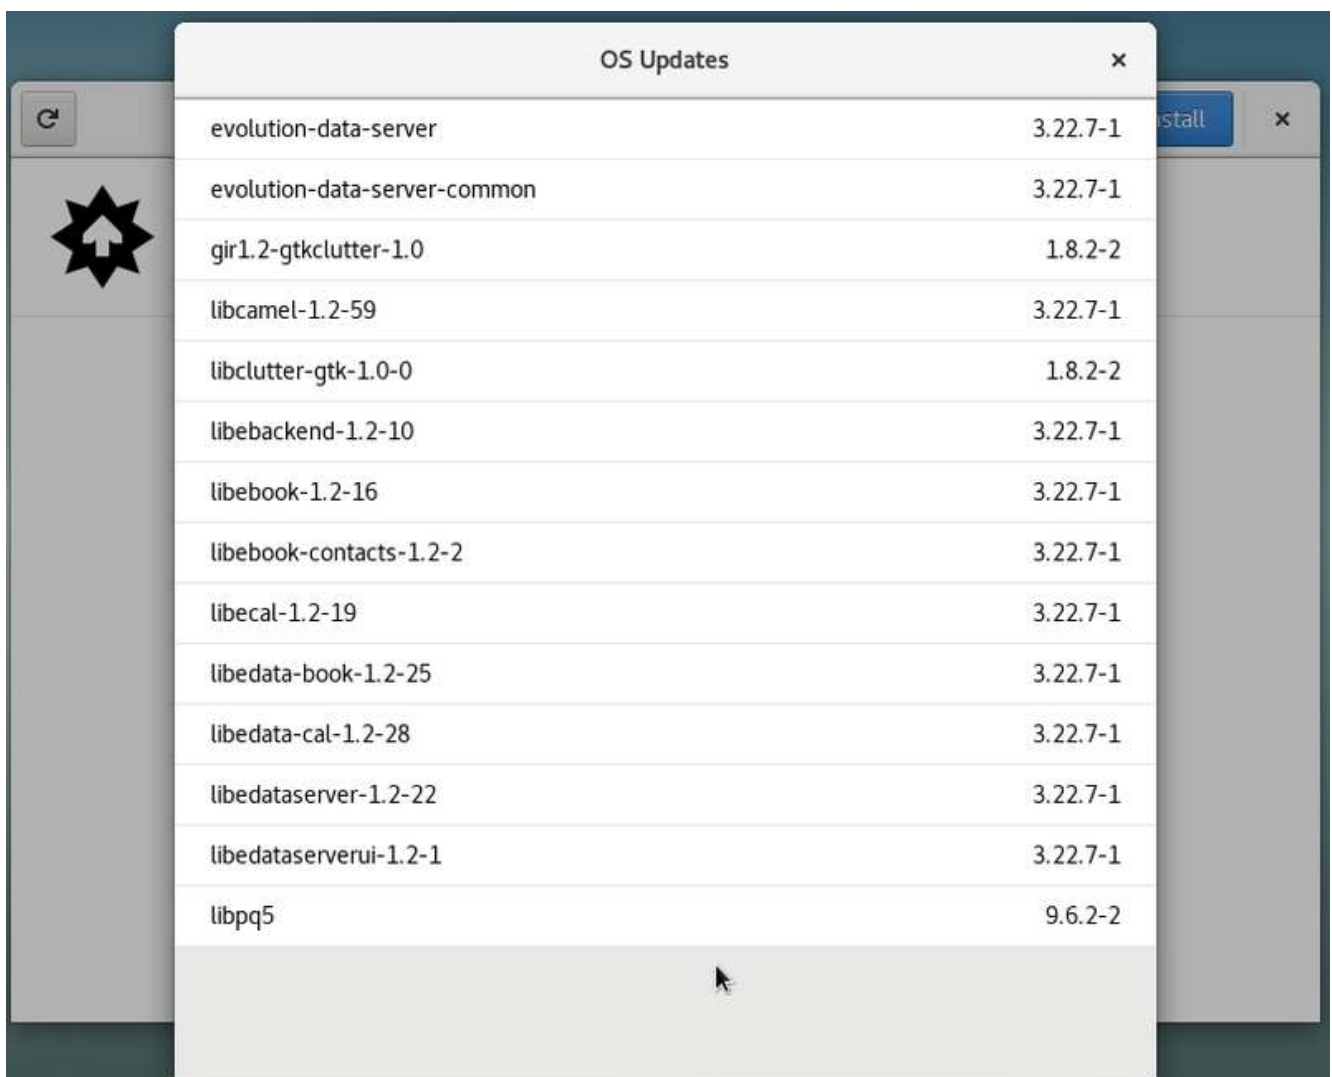 OS Updates
stall
evolution-data-server 3.22.7-1
evolution-data-server-common 3.22.7-1
gir1.2-gtkclutter-1.0 1.8.2-2
libcamel-1.2-59 3.22.7-1
libclutter-gtk-1.0-0 1.8.2-2
libebackend-1.2-10 3.22.7-1
libebook-1.2-16 3.22.7-1
libebook-contacts-1.2-2 3.22.7-1
libecal-1.2-19 3.22.7-1
libedata-book-1.2-25 3.22.7-1
libedata-cal-1.2-28 3.22.7-1
libedataserver-1.2-22 3.22.7-1
libedataserverui-1.2-1 3.22.7-1
libpq5 9.6.2-2